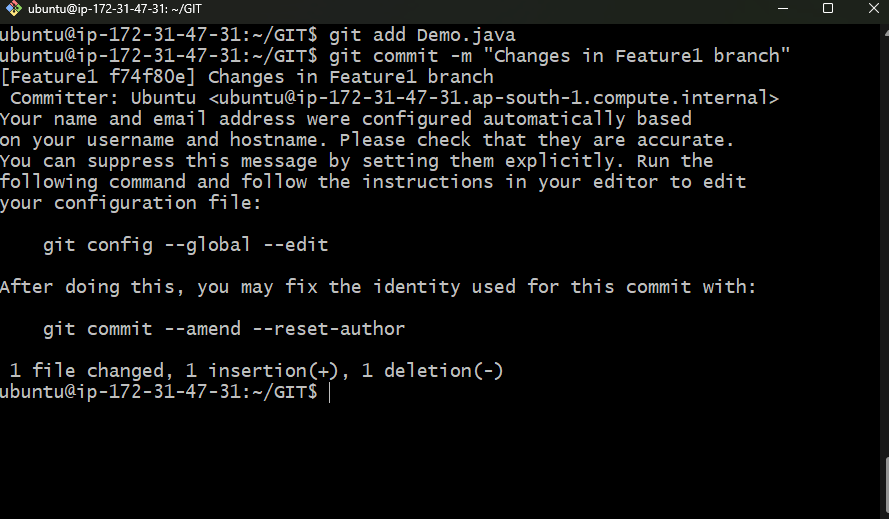 ubuntu@ip-172-31-47-31: ~/GIT
ubuntu@ip-172-31-47-31:~/GIT$ git add Demo.java
ubuntu@ip-172-31-47-31:~/GIT$ git commit -m "Changes in Feature1 branch"
[Feature1 f74f80e] Changes in Feature1 branch
 Committer: Ubuntu <ubuntu@ip-172-31-47-31.ap-south-1.compute.internal>
Your name and email address were configured automatically based
on your username and hostname. Please check that they are accurate.
You can suppress this message by setting them explicitly. Run the
following command and follow the instructions in your editor to edit
your configuration file:
    git config --global --edit
After doing this, you may fix the identity used for this commit with:
    git commit --amend --reset-author
 1 file changed, 1 insertion(+), 1 deletion(-)
ubuntu@ip-172-31-47-31:~/GIT$